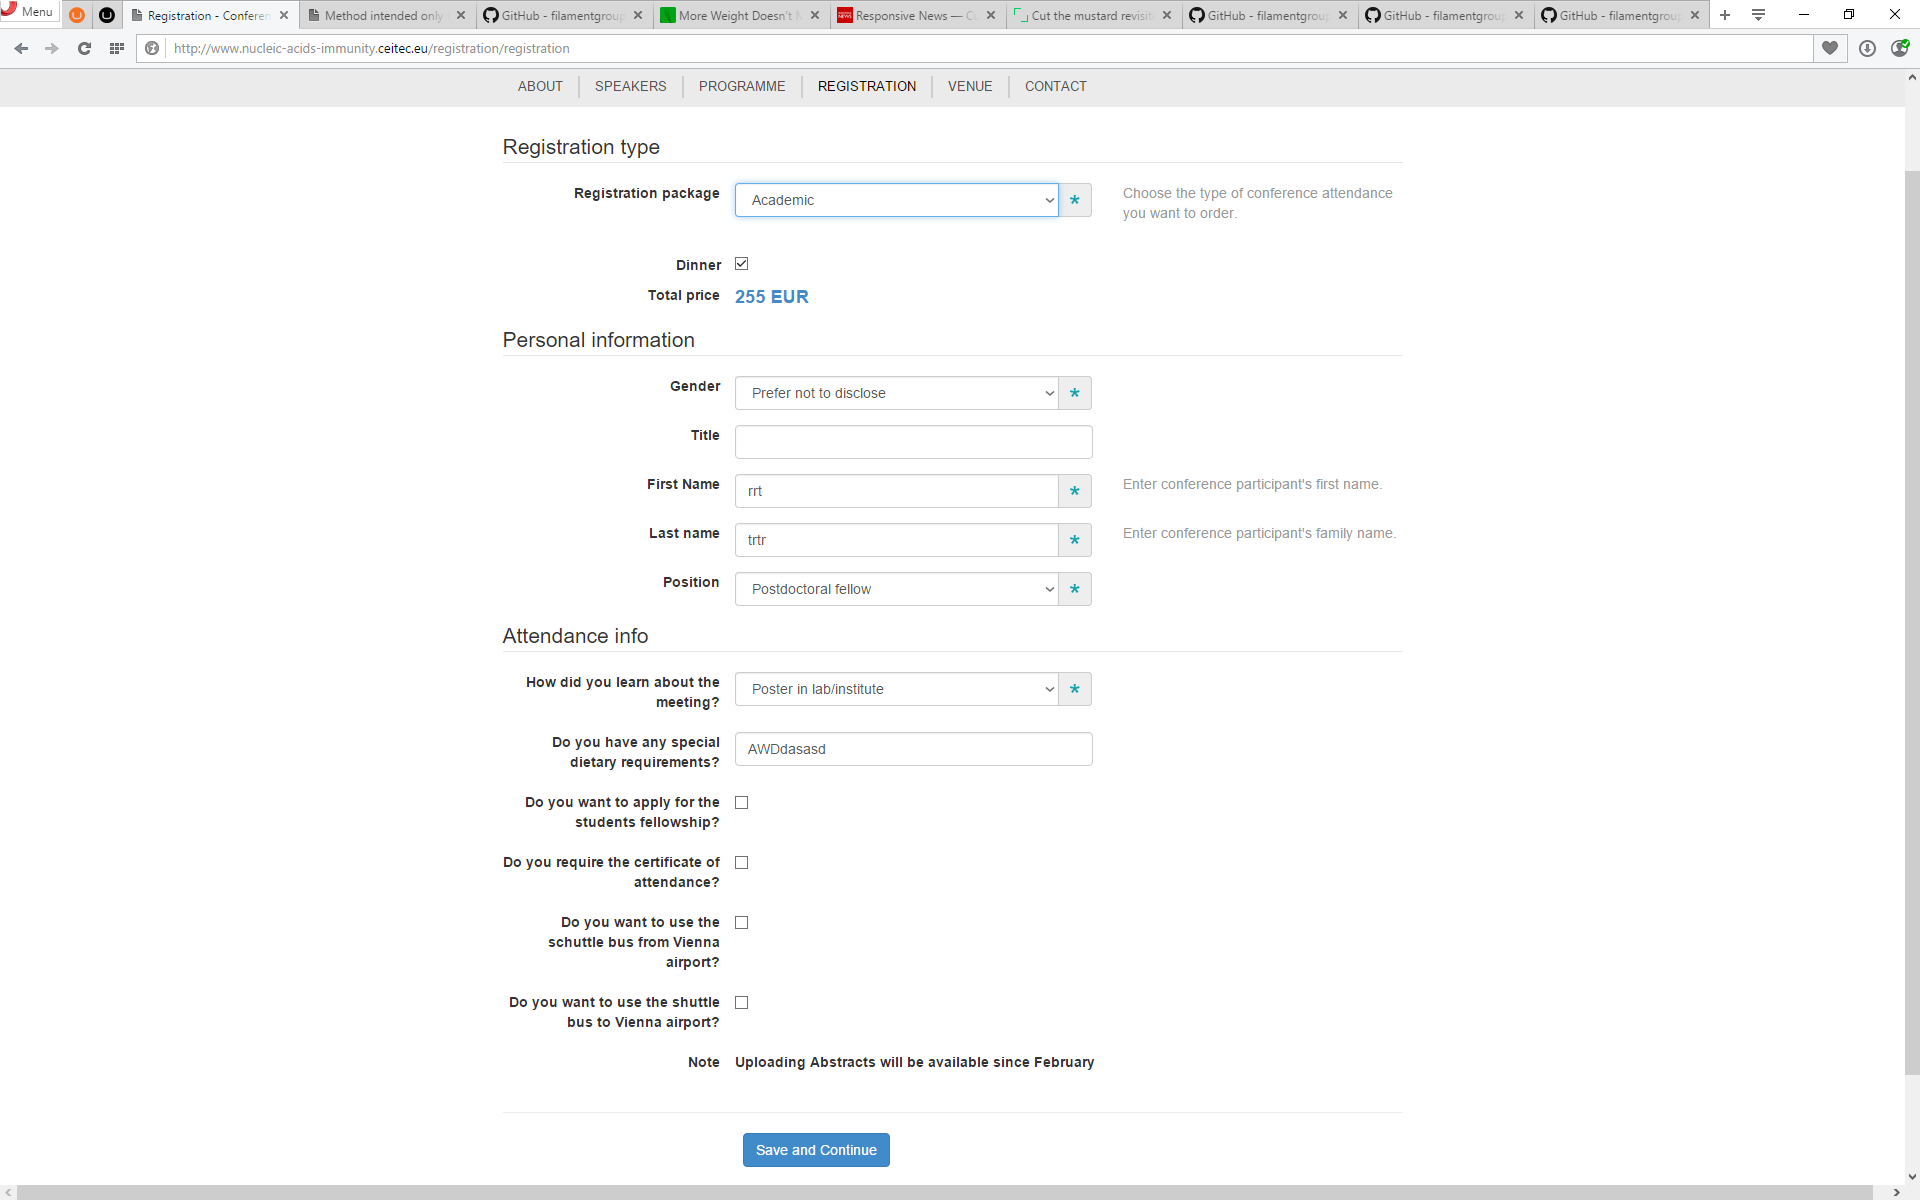 Menu
Registration - Conferen
Method intended only
GitHub - filamentgroup
More Weight Doesn't M
Responsive News — Cu
Cut the mustard revisit
GitHub - filamentgroup
GitHub - filamentgroup
GitHub - filamentgroup
http://www.nucleic-acids-immunity.ceitec.eu/registration/registration
ABOUT SPEAKERS PROGRAMME REGISTRATION VENUE CONTACT
Registration type
Registration package Academic *
Choose the type of conference attendance
you want to order.
Dinner
Total price 255 EUR
Personal information
Gender Prefer not to disclose *
Title
First Name rrt * Enter conference participant's first name.
Last name trtr * Enter conference participant's family name.
Position Postdoctoral fellow *
Attendance info
How did you learn about the
meeting?
Poster in lab/institute *
Do you have any special
dietary requirements?
AWDdasasd
Do you want to apply for the
students fellowship?
Do you require the certificate of
attendance?
Do you want to use the
schuttle bus from Vienna
airport?
Do you want to use the shuttle
bus to Vienna airport?
Note Uploading Abstracts will be available since February
Save and Continue